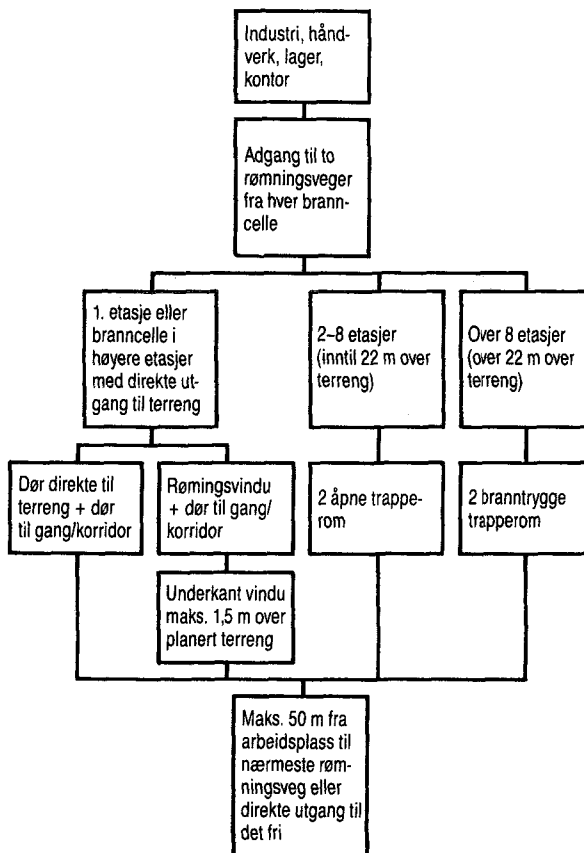 Industri, hånd-
verk, lager,
kontor
Adgang til to
rømningsveger
fra hver brann-
celle
1. etasje eller
branncelle i
høyere etasjer
med direkte ut-
gang til terreng
2–8 etasjer
(inntil 22 m over
terreng)
Over 8 etasjer
(over 22 m over
terreng)
Dør direkte til
terreng + dør
til gang/korridor
Rømingsvindu
+ dør til gang/
korridor
2 åpne trappe-
rom
2 branntrygge
trapperom
Underkant vindu
maks. 1,5 m over
planert terreng
Maks. 50 m fra
arbeidsplass til
nærmeste røm-
ningsveg eller
direkte utgang til
det fri